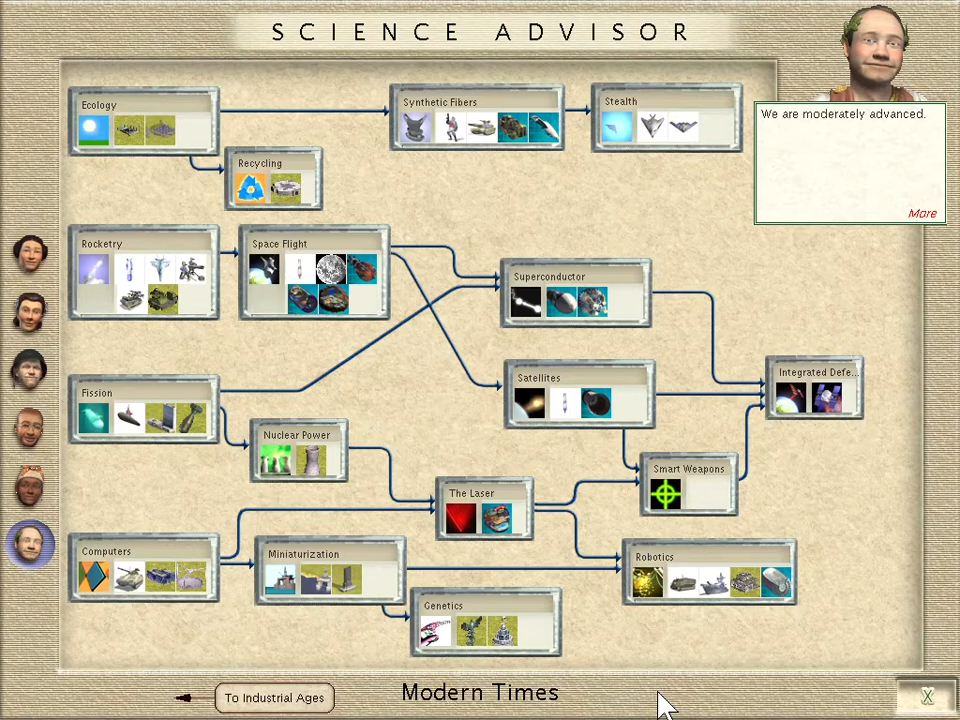 SCIENCE ADVISOR
We are moderately advanced.
More
Ecology
Synthetic Fibers
Stealth
Recycling
Rocketry
Space Flight
Superconductor
Integrated Defe...
Satellites
Fission
Nuclear Power
Smart Weapons
The Laser
Computers
Miniaturization
Robotics
Genetics
To Industrial Ages
Modern Times
X